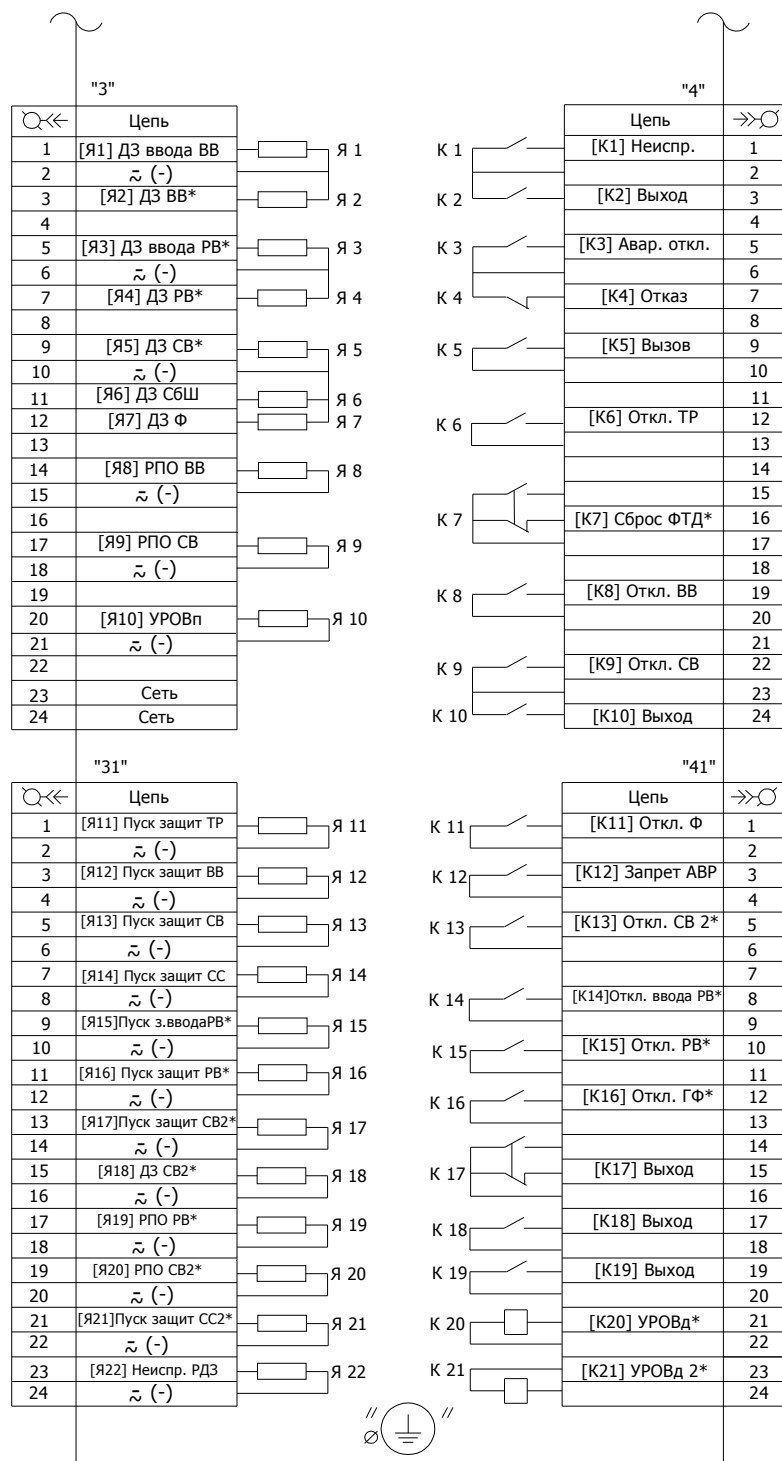 "3"
Цепь
1 [Я1] ДЗ ввода ВВ Я 1
2 ≂ (-)
3 [Я2] ДЗ ВВ* Я 2
4
5 [Я3] ДЗ ввода РВ* Я 3
6 ≂ (-)
7 [Я4] ДЗ РВ* Я 4
8
9 [Я5] ДЗ СВ* Я 5
10 ≂ (-)
11 [Я6] ДЗ СбШ Я 6
12 [Я7] ДЗ Ф Я 7
13
14 [Я8] РПО ВВ Я 8
15 ≂ (-)
16
17 [Я9] РПО СВ Я 9
18 ≂ (-)
19
20 [Я10] УРОВп Я 10
21 ≂ (-)
22
23 Сеть
24 Сеть
"4"
Цепь
К 1 [К1] Неиспр. 1
2
К 2 [К2] Выход 3
4
К 3 [К3] Авар. откл. 5
6
К 4 [К4] Отказ 7
8
К 5 [К5] Вызов 9
10
11
К 6 [К6] Откл. ТР 12
13
14
15
К 7 [К7] Сброс ФТД* 16
17
18
К 8 [К8] Откл. ВВ 19
20
21
К 9 [К9] Откл. СВ 22
23
К 10 [К10] Выход 24
"31"
Цепь
1 [Я11] Пуск защит ТР Я 11
2 ≂ (-)
3 [Я12] Пуск защит ВВ Я 12
4 ≂ (-)
5 [Я13] Пуск защит СВ Я 13
6 ≂ (-)
7 [Я14] Пуск защит СС Я 14
8 ≂ (-)
9 [Я15]Пуск з.вводаРВ* Я 15
10 ≂ (-)
11 [Я16] Пуск защит РВ* Я 16
12 ≂ (-)
13 [Я17]Пуск защит СВ2* Я 17
14 ≂ (-)
15 [Я18] ДЗ СВ2* Я 18
16 ≂ (-)
17 [Я19] РПО РВ* Я 19
18 ≂ (-)
19 [Я20] РПО СВ2* Я 20
20 ≂ (-)
21 [Я21]Пуск защит СС2* Я 21
22 ≂ (-)
23 [Я22] Неиспр. РДЗ Я 22
24 ≂ (-)
"41"
Цепь
К 11 [К11] Откл. Ф 1
2
К 12 [К12] Запрет АВР 3
4
К 13 [К13] Откл. СВ 2* 5
6
7
К 14 [К14]Откл. ввода РВ* 8
9
К 15 [К15] Откл. РВ* 10
11
К 16 [К16] Откл. ГФ* 12
13
14
К 17 [К17] Выход 15
16
К 18 [К18] Выход 17
18
К 19 [К19] Выход 19
20
К 20 [К20] УРОВд* 21
22
К 21 [К21] УРОВд 2* 23
24